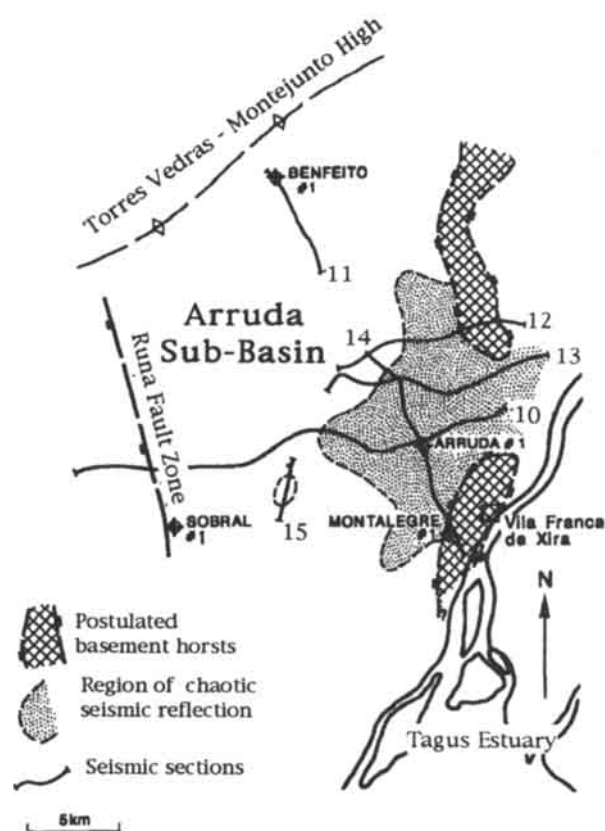 Torres Vedras - Montejunto High
BENFEITO
#1
11
Arruda
Sub-Basin
14
12
13
10
Runa Fault Zone
ARRUDA #1
SOBRAL
#1
15
MONTALEGRE
#1
Vila Franca
de Xira
N
Postulated
basement horsts
Region of chaotic
seismic reflection
Seismic sections
Tagus Estuary
5km